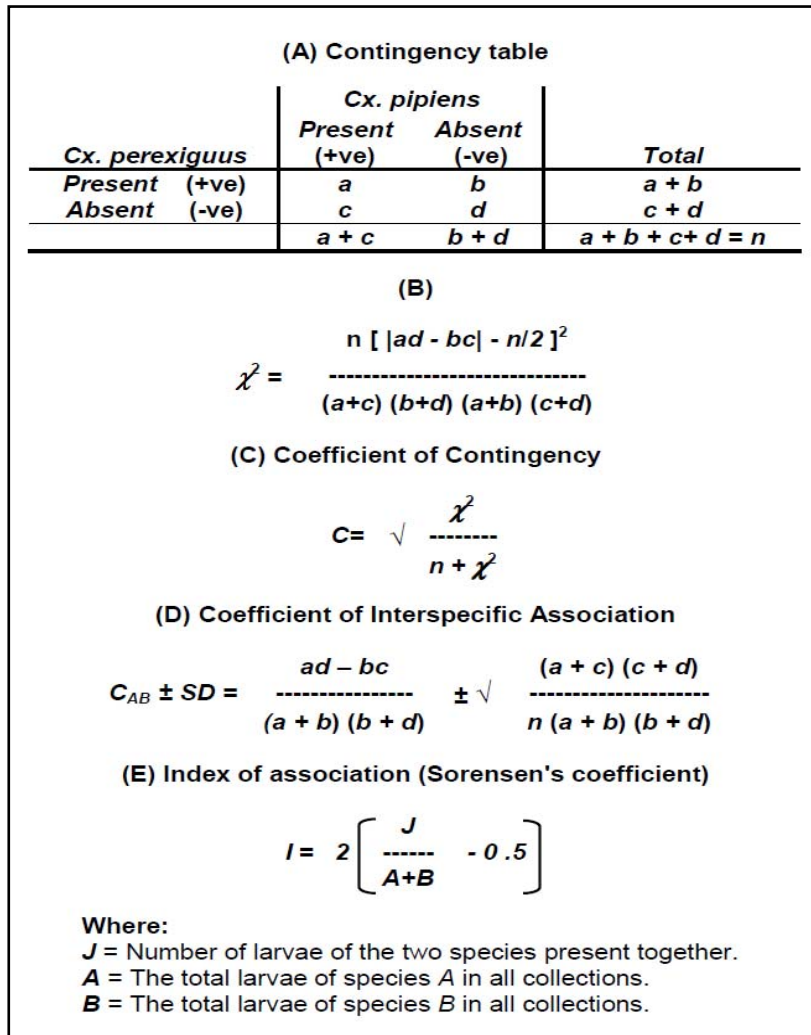 (A) Contingency table
Cx. pipiens
Present Absent
Cx. perexiguus (+ve) (-ve) Total
Present (+ve) a b a + b
Absent (-ve) c d c + d
a + c b + d a + b + c+ d = n
(B)
n [ |ad - bc| - n/2 ]²
χ² = ------------------------------
(a+c) (b+d) (a+b) (c+d)
(C) Coefficient of Contingency
χ²
C= √ --------
n + χ²
(D) Coefficient of Interspecific Association
ad – bc (a + c) (c + d)
C_AB ± SD = ---------------- ± √ ---------------------
(a + b) (b + d) n (a + b) (b + d)
(E) Index of association (Sorensen's coefficient)
J
I = 2 [ ------ - 0 .5 ]
A+B
Where:
J = Number of larvae of the two species present together.
A = The total larvae of species A in all collections.
B = The total larvae of species B in all collections.